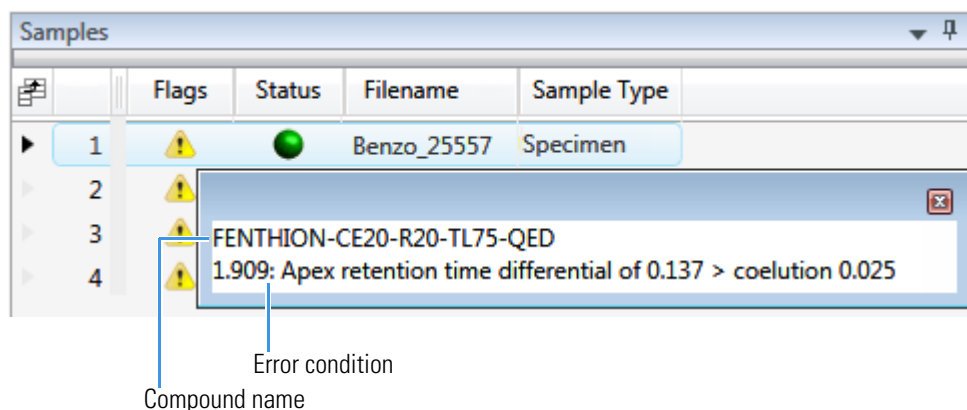 Samples
Flags Status Filename Sample Type
1 Benzo_25557 Specimen
2
3
4
FENTHION-CE20-R20-TL75-QED
1.909: Apex retention time differential of 0.137 > coelution 0.025
Error condition
Compound name